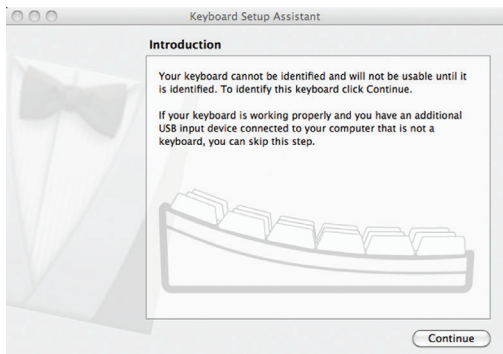 Keyboard Setup Assistant
Introduction
Your keyboard cannot be identified and will not be usable until it
is identified. To identify this keyboard click Continue.
If your keyboard is working properly and you have an additional
USB input device connected to your computer that is not a
keyboard, you can skip this step.
Continue